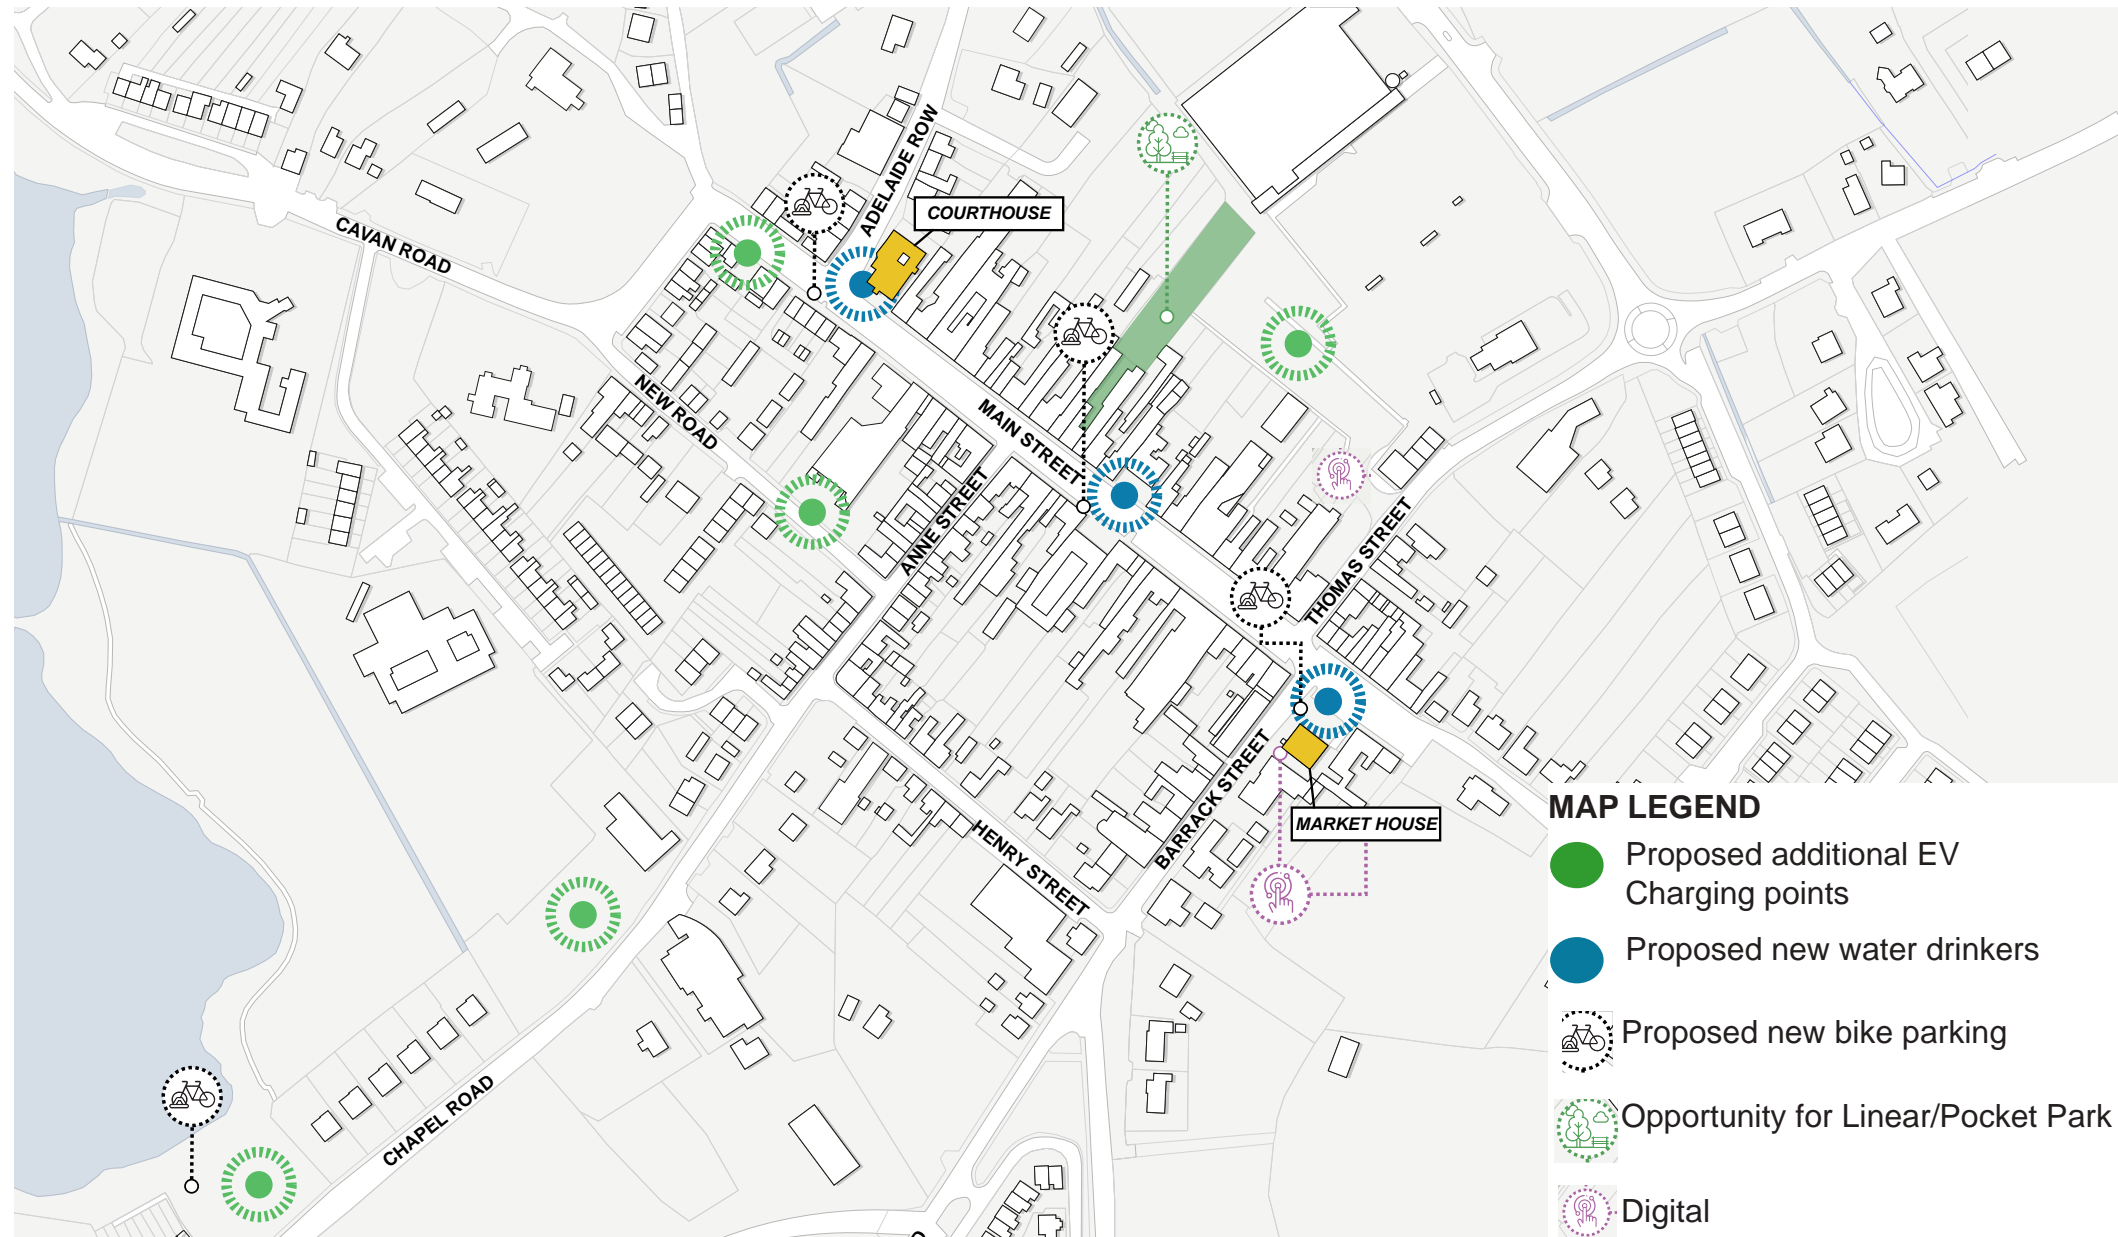 ADELAIDE ROW
COURTHOUSE
CAVAN ROAD
NEW ROAD
MAIN STREET
ANNE STREET
THOMAS STREET
BARRACK STREET
MARKET HOUSE
HENRY STREET
CHAPEL ROAD
MAP LEGEND
Proposed additional EV
Charging points
Proposed new water drinkers
Proposed new bike parking
Opportunity for Linear/Pocket Park
Digital